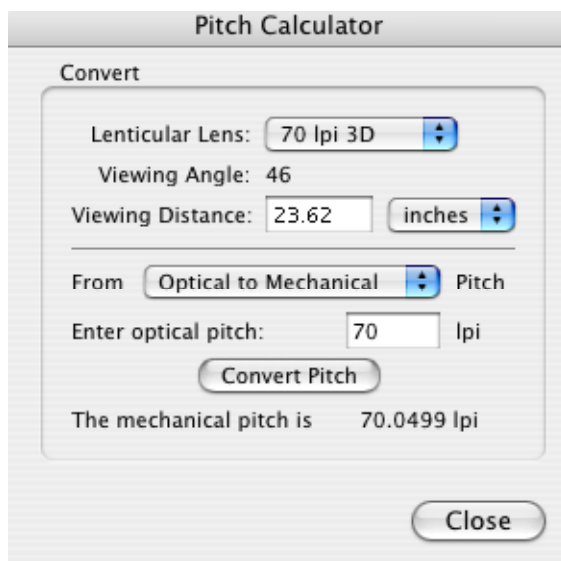 Pitch Calculator
Convert
Lenticular Lens: 70 lpi 3D
Viewing Angle: 46
Viewing Distance: 23.62 inches
From Optical to Mechanical Pitch
Enter optical pitch: 70 lpi
Convert Pitch
The mechanical pitch is 70.0499 lpi
Close